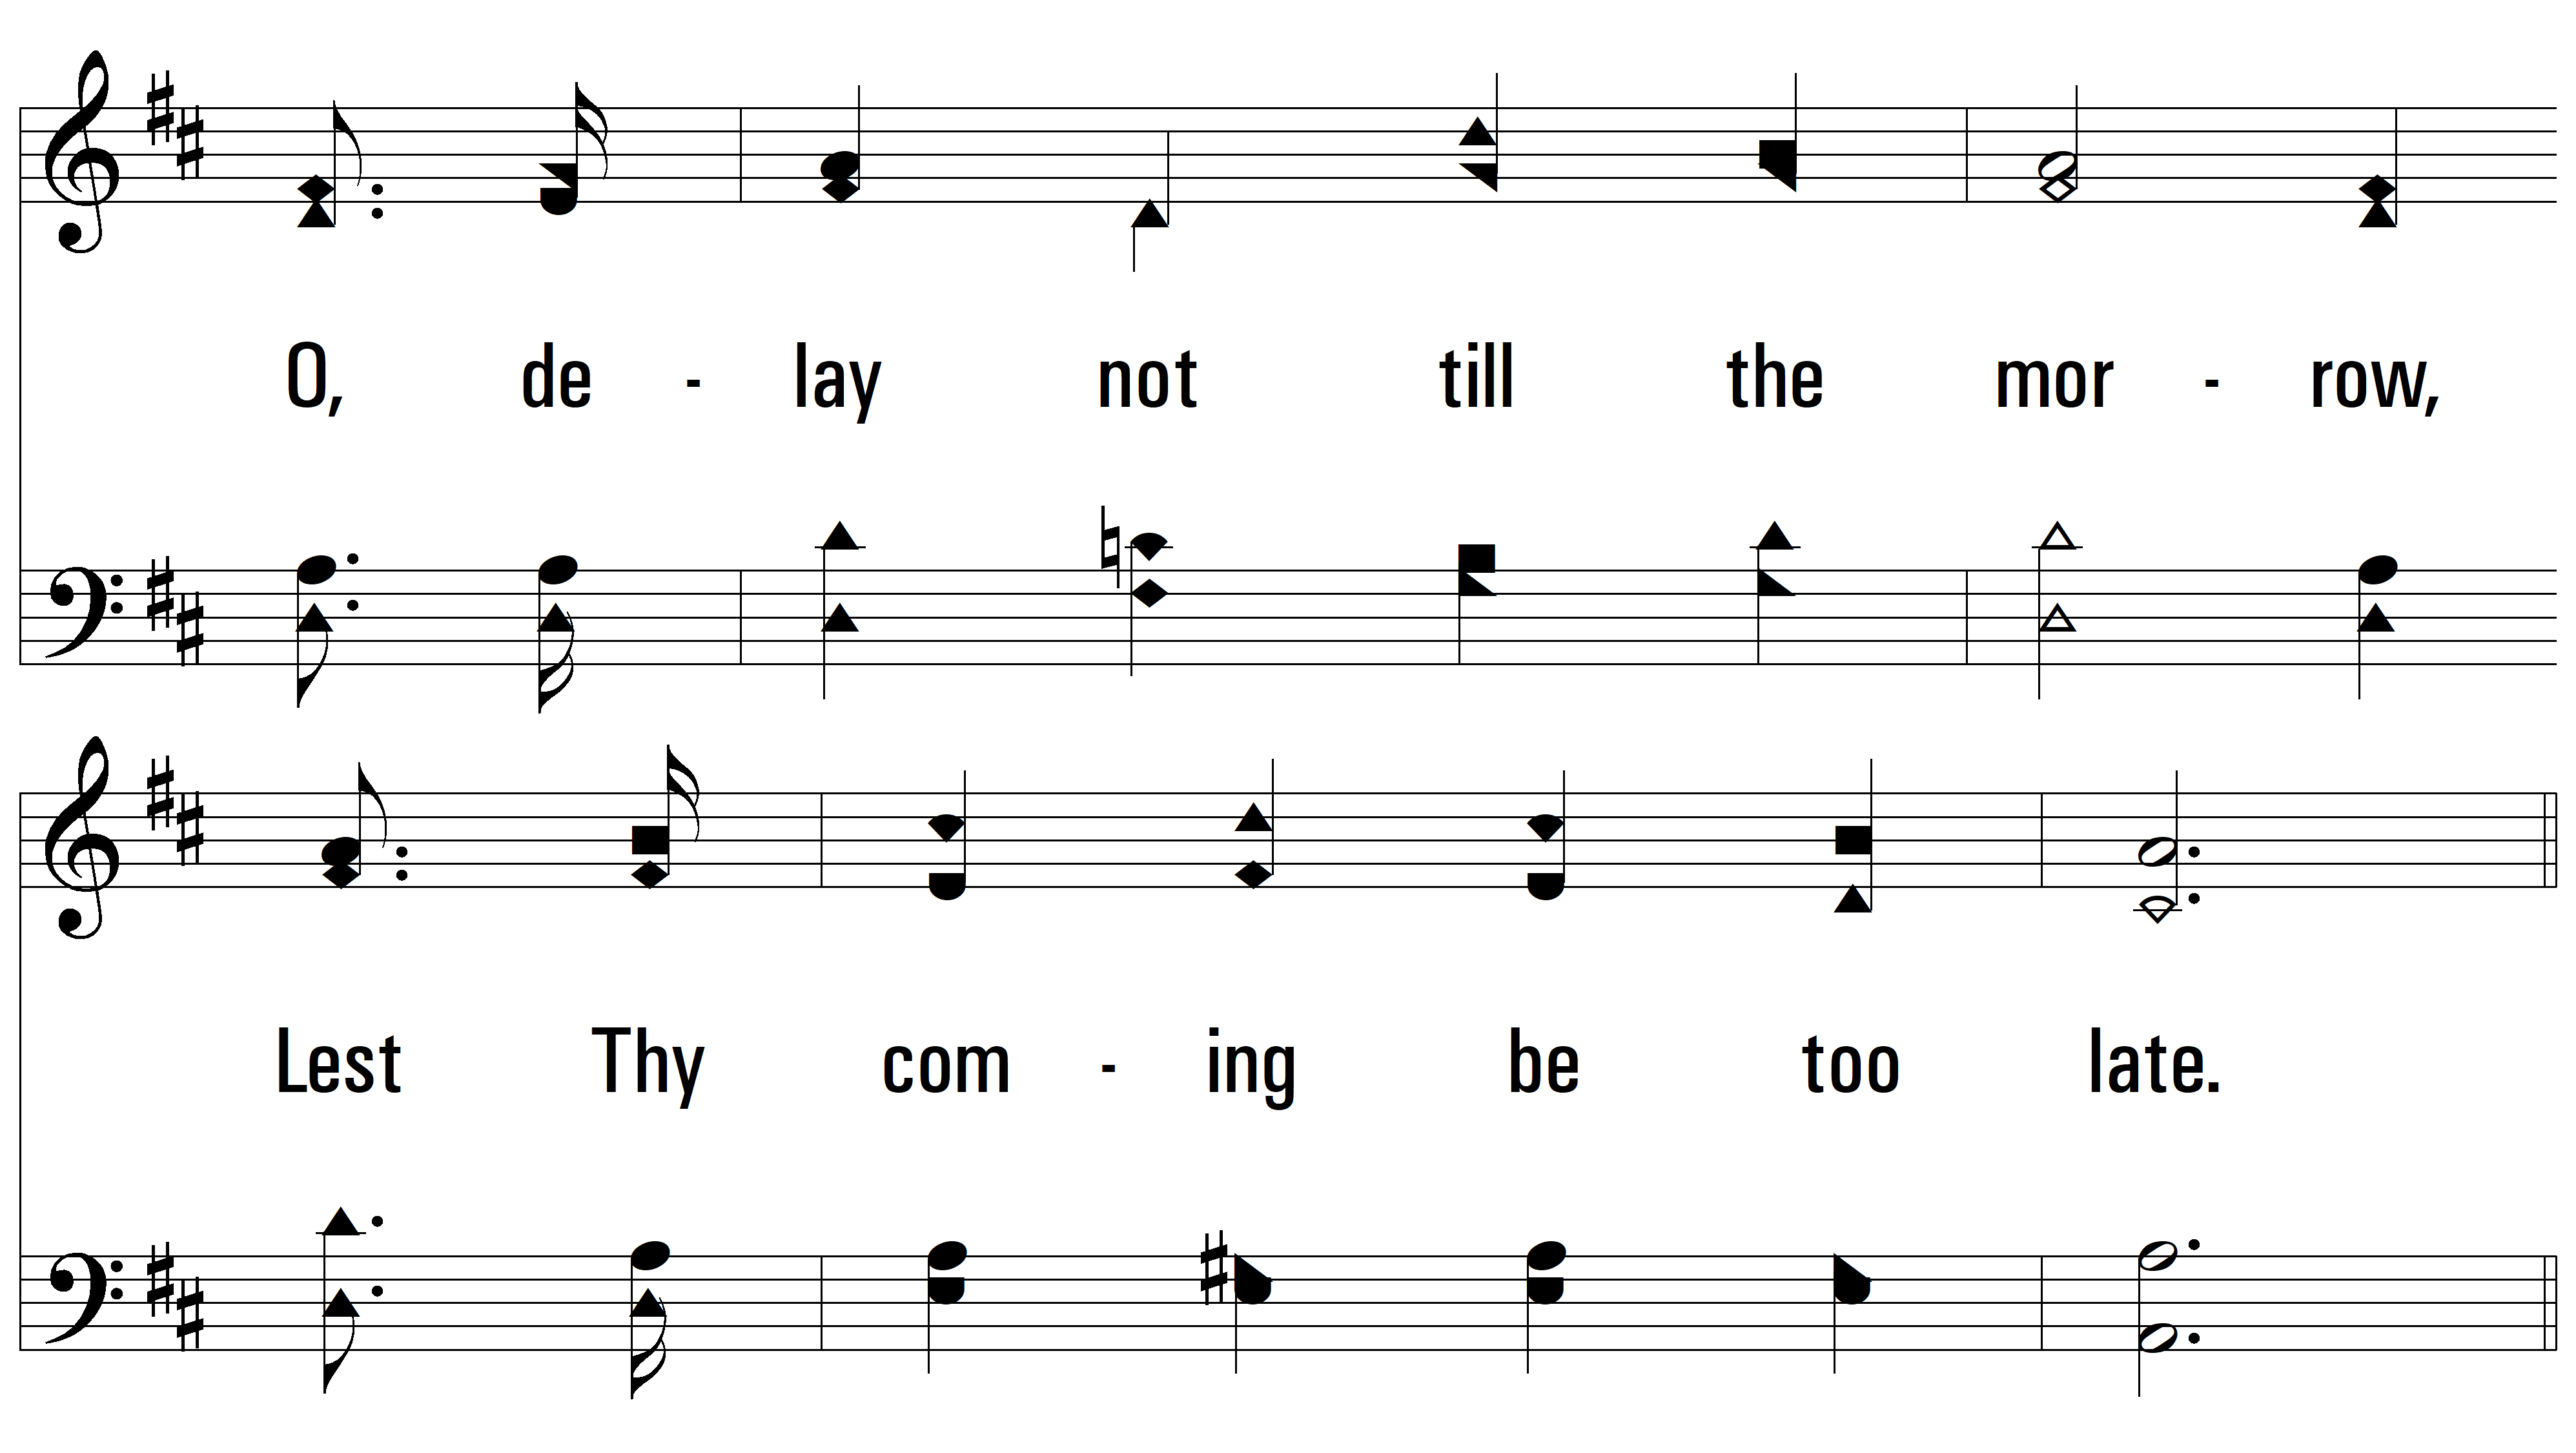 O, de - lay not till the mor - row,
Lest Thy com - ing be too late.